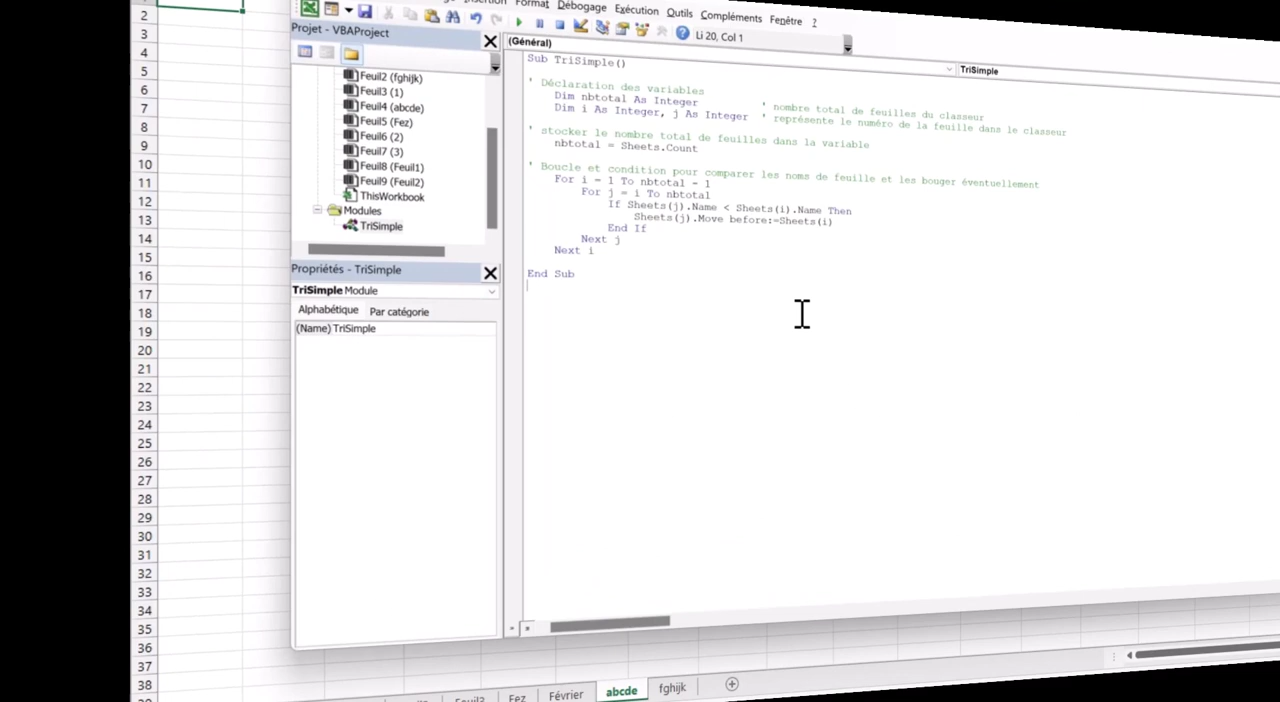 Format Débogage Exécution Outils Compléments Fenêtre ?
Li 20, Col 1
Projet - VBAProject
(Général)
TriSimple
Feuil2 (fghijk)
Feuil3 (1)
Feuil4 (abcde)
Feuil5 (Fez)
Feuil6 (2)
Feuil7 (3)
Feuil8 (Feuil1)
Feuil9 (Feuil2)
ThisWorkbook
Modules
TriSimple
Propriétés - TriSimple
TriSimple Module
Alphabétique Par catégorie
(Name) TriSimple
Sub TriSimple()
' Déclaration des variables
Dim nbtotal As Integer ' nombre total de feuilles du classeur
Dim i As Integer, j As Integer ' représente le numéro de la feuille dans le classeur
' stocker le nombre total de feuilles dans la variable
nbtotal = Sheets.Count
' Boucle et condition pour comparer les noms de feuille et les bouger éventuellement
For i = 1 To nbtotal - 1
For j = i To nbtotal
If Sheets(j).Name < Sheets(i).Name Then
Sheets(j).Move before:=Sheets(i)
End If
Next j
Next i
End Sub
2
3
4
5
6
7
8
9
10
11
12
13
14
15
16
17
18
19
20
21
22
23
24
25
26
27
28
29
30
31
32
33
34
35
36
37
38
Fez Février abcde fghijk